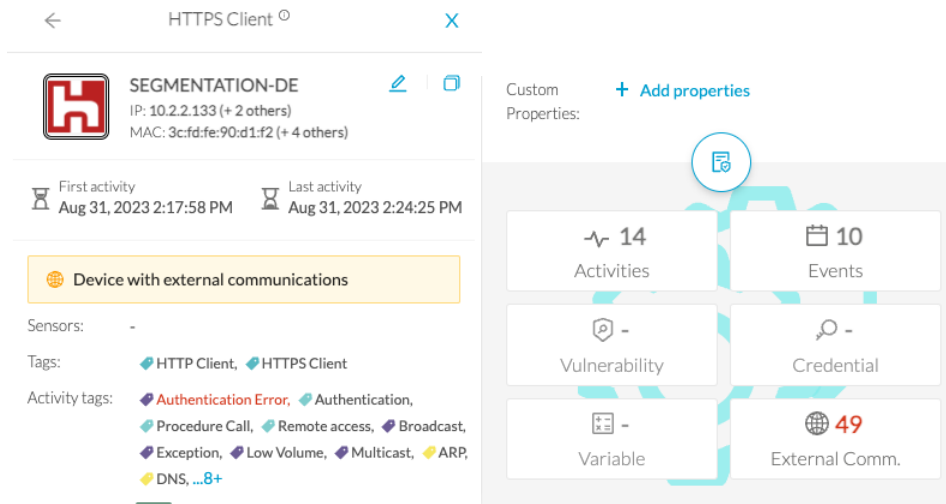 HTTPS Client
X
SEGMENTATION-DE
IP: 10.2.2.133 (+ 2 others)
MAC: 3c:fd:fe:90:d1:f2 (+ 4 others)
First activity
Aug 31, 2023 2:17:58 PM
Last activity
Aug 31, 2023 2:24:25 PM
Device with external communications
Sensors: -
Tags: HTTP Client, HTTPS Client
Activity tags: Authentication Error, Authentication,
Procedure Call, Remote access, Broadcast,
Exception, Low Volume, Multicast, ARP,
DNS, ...8+
Custom
Properties:
+ Add properties
14
Activities
10
Events
-
Vulnerability
-
Credential
-
Variable
49
External Comm.